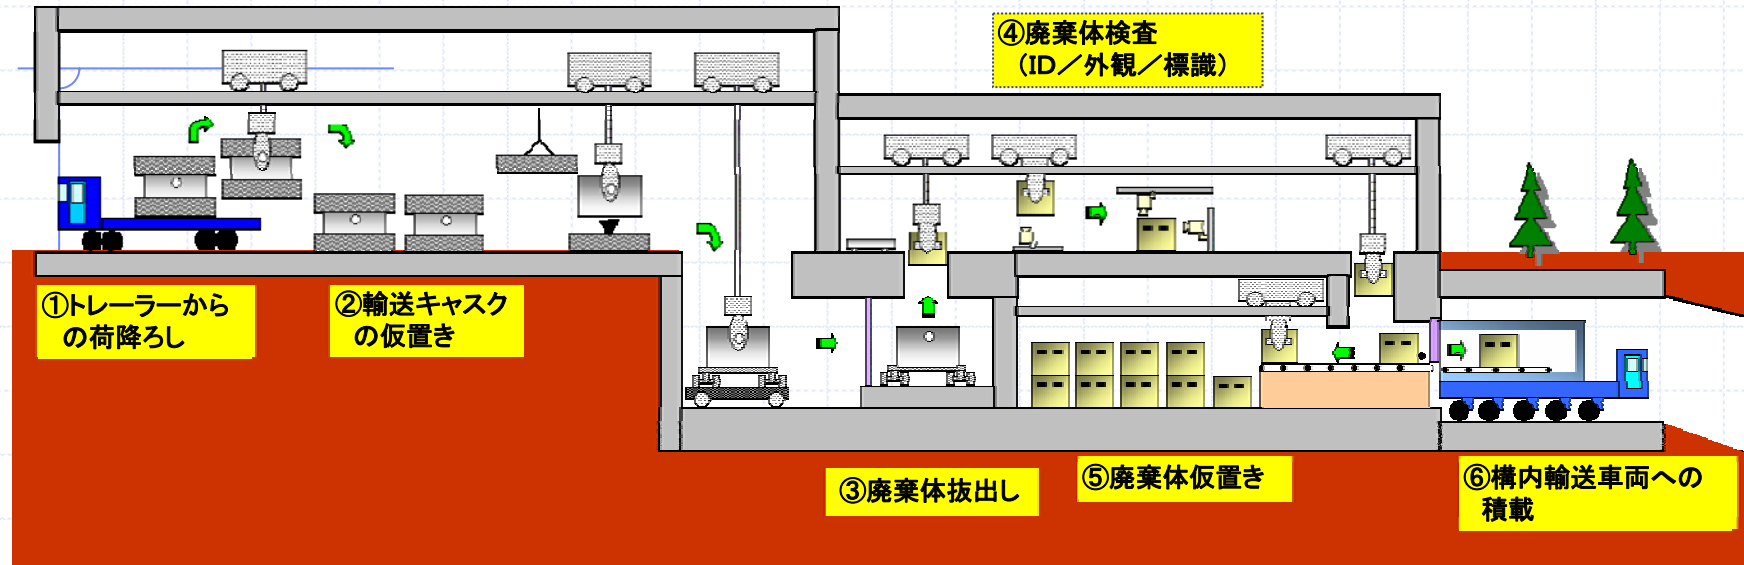 ①トレーラーから
の荷降ろし
②輸送キャスク
の仮置き
③廃棄体抜出し
④廃棄体検査
（ID／外観／標識）
⑤廃棄体仮置き
⑥構内輸送車両への
積載